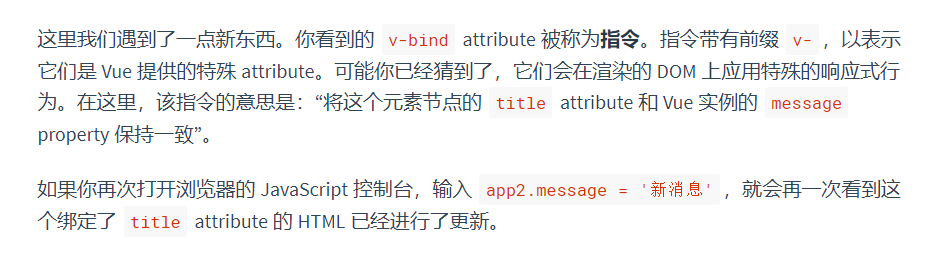 这里我们遇到了一点新东西。你看到的 v-bind attribute 被称为指令。指令带有前缀 v-，以表示
它们是 Vue 提供的特殊 attribute。可能你已经猜到了，它们会在渲染的 DOM 上应用特殊的响应式行
为。在这里，该指令的意思是：“将这个元素节点的 title attribute 和 Vue 实例的 message
property 保持一致”。
如果你再次打开浏览器的 JavaScript 控制台，输入 app2.message = '新消息'，就会再一次看到这
个绑定了 title attribute 的 HTML 已经进行了更新。